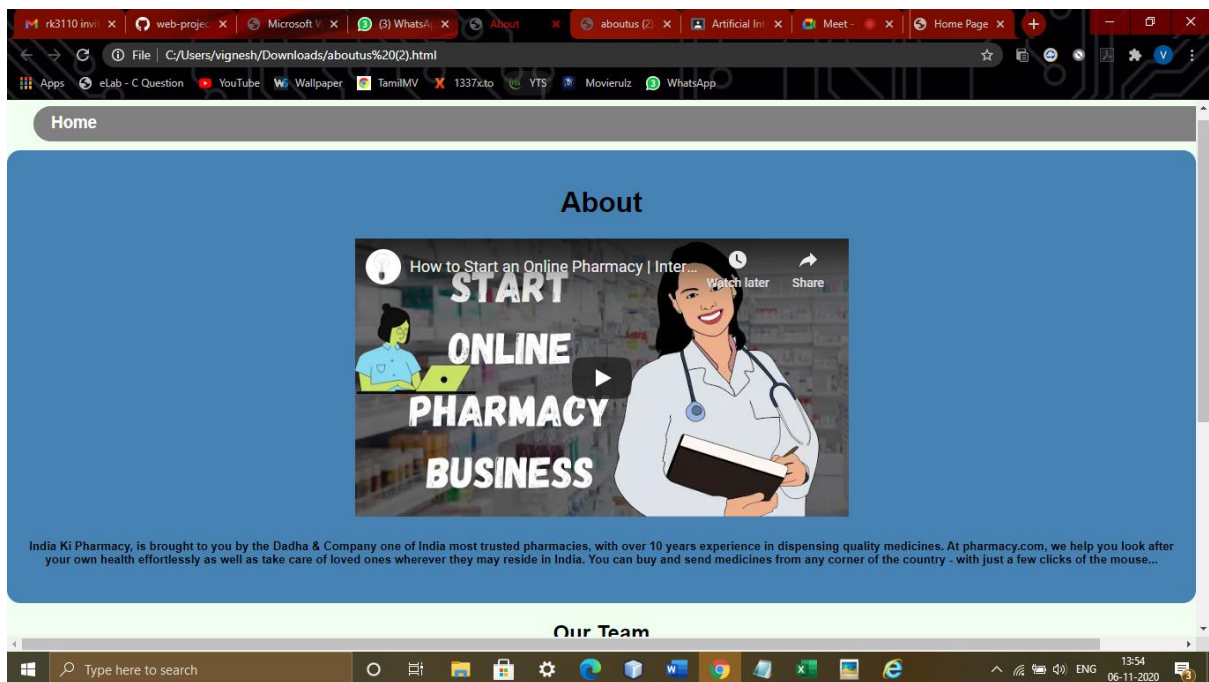 rk3110 invi
web-projec
Microsoft V
(3) WhatsA
About
aboutus (2)
Artificial Int
Meet -
Home Page
File | C:/Users/vignesh/Downloads/aboutus%20(2).html
V
Apps
eLab - C Question
YouTube
Wallpaper
TamilMV
1337x.to
YTS
Movierulz
WhatsApp
Home
About
How to Start an Online Pharmacy | Inter...
Watch later
Share
START
ONLINE
PHARMACY
BUSINESS
India Ki Pharmacy, is brought to you by the Dadha & Company one of India most trusted pharmacies, with over 10 years experience in dispensing quality medicines. At pharmacy.com, we help you look after
your own health effortlessly as well as take care of loved ones wherever they may reside in India. You can buy and send medicines from any corner of the country - with just a few clicks of the mouse...
Our Team
Type here to search
ENG
13:54
06-11-2020
3